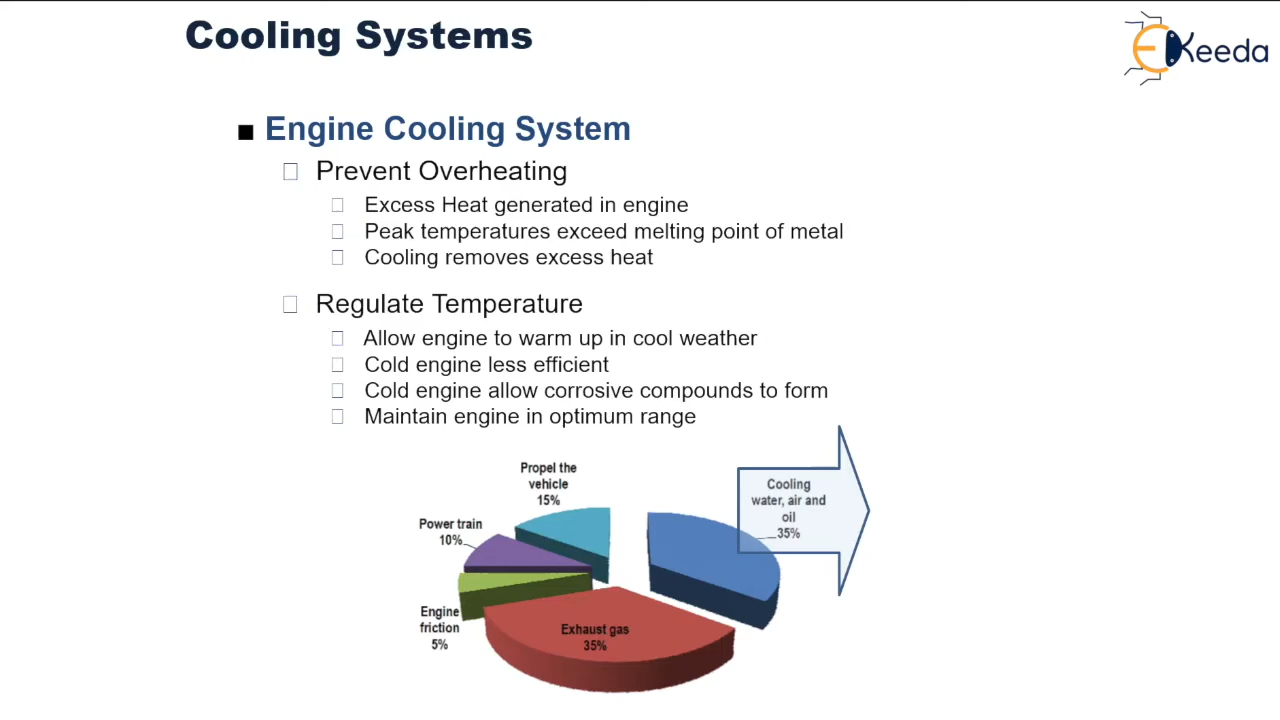 Cooling Systems
EKeeda
Engine Cooling System
Prevent Overheating
Excess Heat generated in engine
Peak temperatures exceed melting point of metal
Cooling removes excess heat
Regulate Temperature
Allow engine to warm up in cool weather
Cold engine less efficient
Cold engine allow corrosive compounds to form
Maintain engine in optimum range
Propel the
vehicle
15%
Cooling
water, air and
oil
35%
Power train
10%
Engine
friction
5%
Exhaust gas
35%